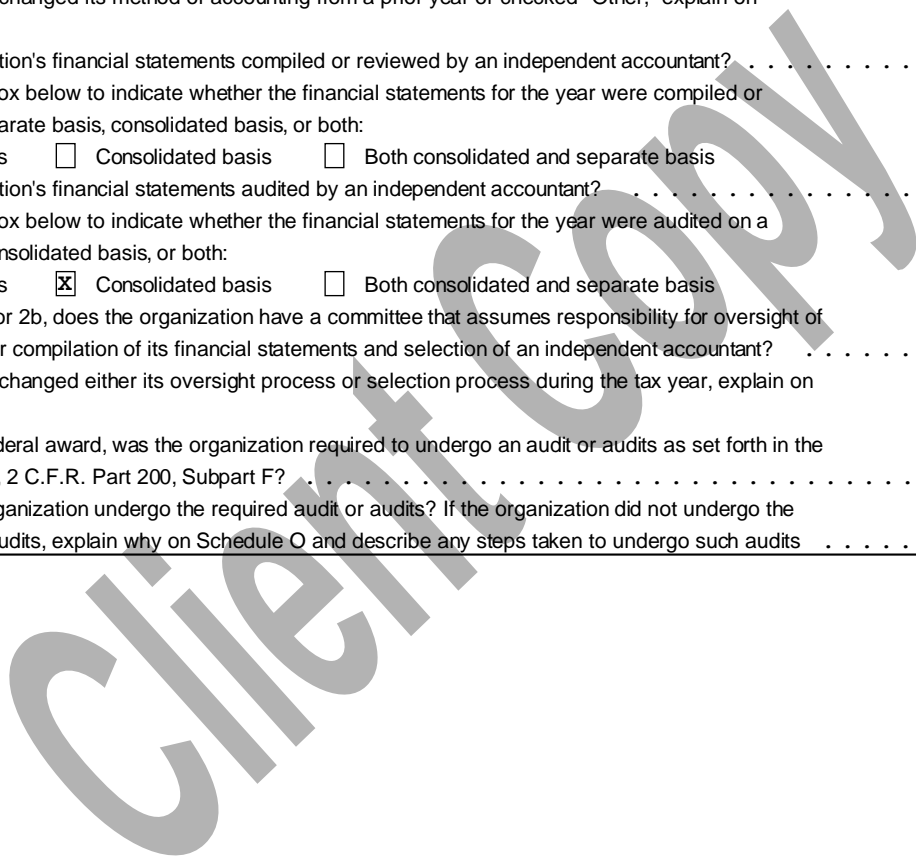 changed its method of accounting from a prior year or checked "Other," explain on
tion's financial statements compiled or reviewed by an independent accountant? . . . . . . . . .
ox below to indicate whether the financial statements for the year were compiled or
arate basis, consolidated basis, or both:
s Consolidated basis Both consolidated and separate basis
tion's financial statements audited by an independent accountant? . . . . . . . . . . . . . . .
ox below to indicate whether the financial statements for the year were audited on a
nsolidated basis, or both:
s X Consolidated basis Both consolidated and separate basis
or 2b, does the organization have a committee that assumes responsibility for oversight of
r compilation of its financial statements and selection of an independent accountant? . . . . . .
changed either its oversight process or selection process during the tax year, explain on
deral award, was the organization required to undergo an audit or audits as set forth in the
2 C.F.R. Part 200, Subpart F? . . . . . . . . . . . . . . . . . . . . . . . . . . . . . . .
ganization undergo the required audit or audits? If the organization did not undergo the
udits, explain why on Schedule O and describe any steps taken to undergo such audits . . . . .
Client Copy